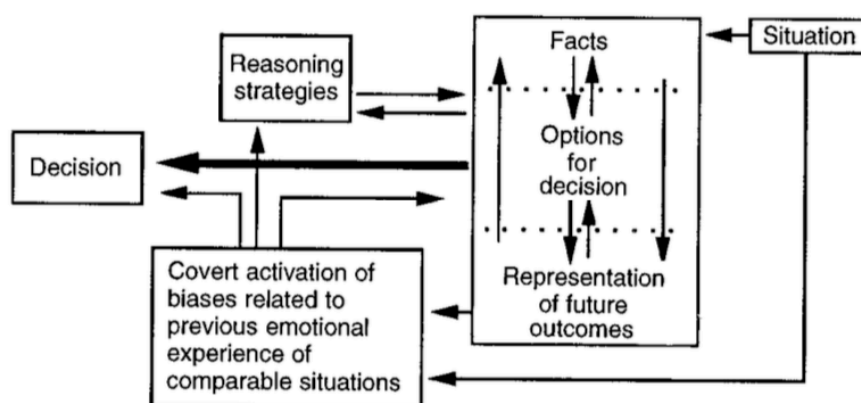 Facts
Situation
Reasoning
strategies
Options
for
decision
Decision
Representation
of future
outcomes
Covert activation of
biases related to
previous emotional
experience of
comparable situations